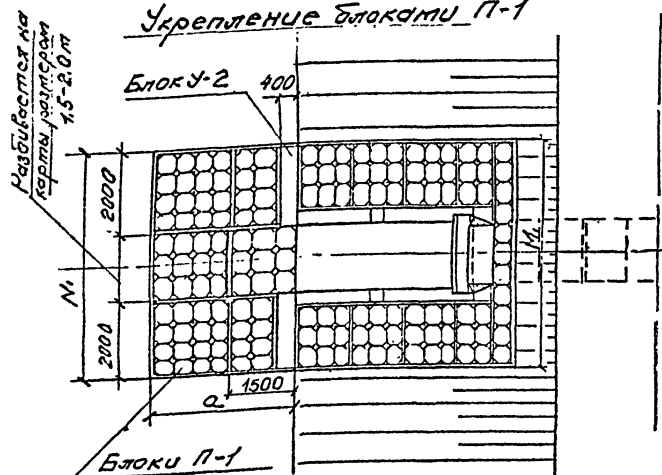 Укрепление блоками П-1
Разбивается на
карты размером
1.5-2.0 м
Блок У-2
400
2000
N₁
2000
M₁
1500
a
Блоки П-1